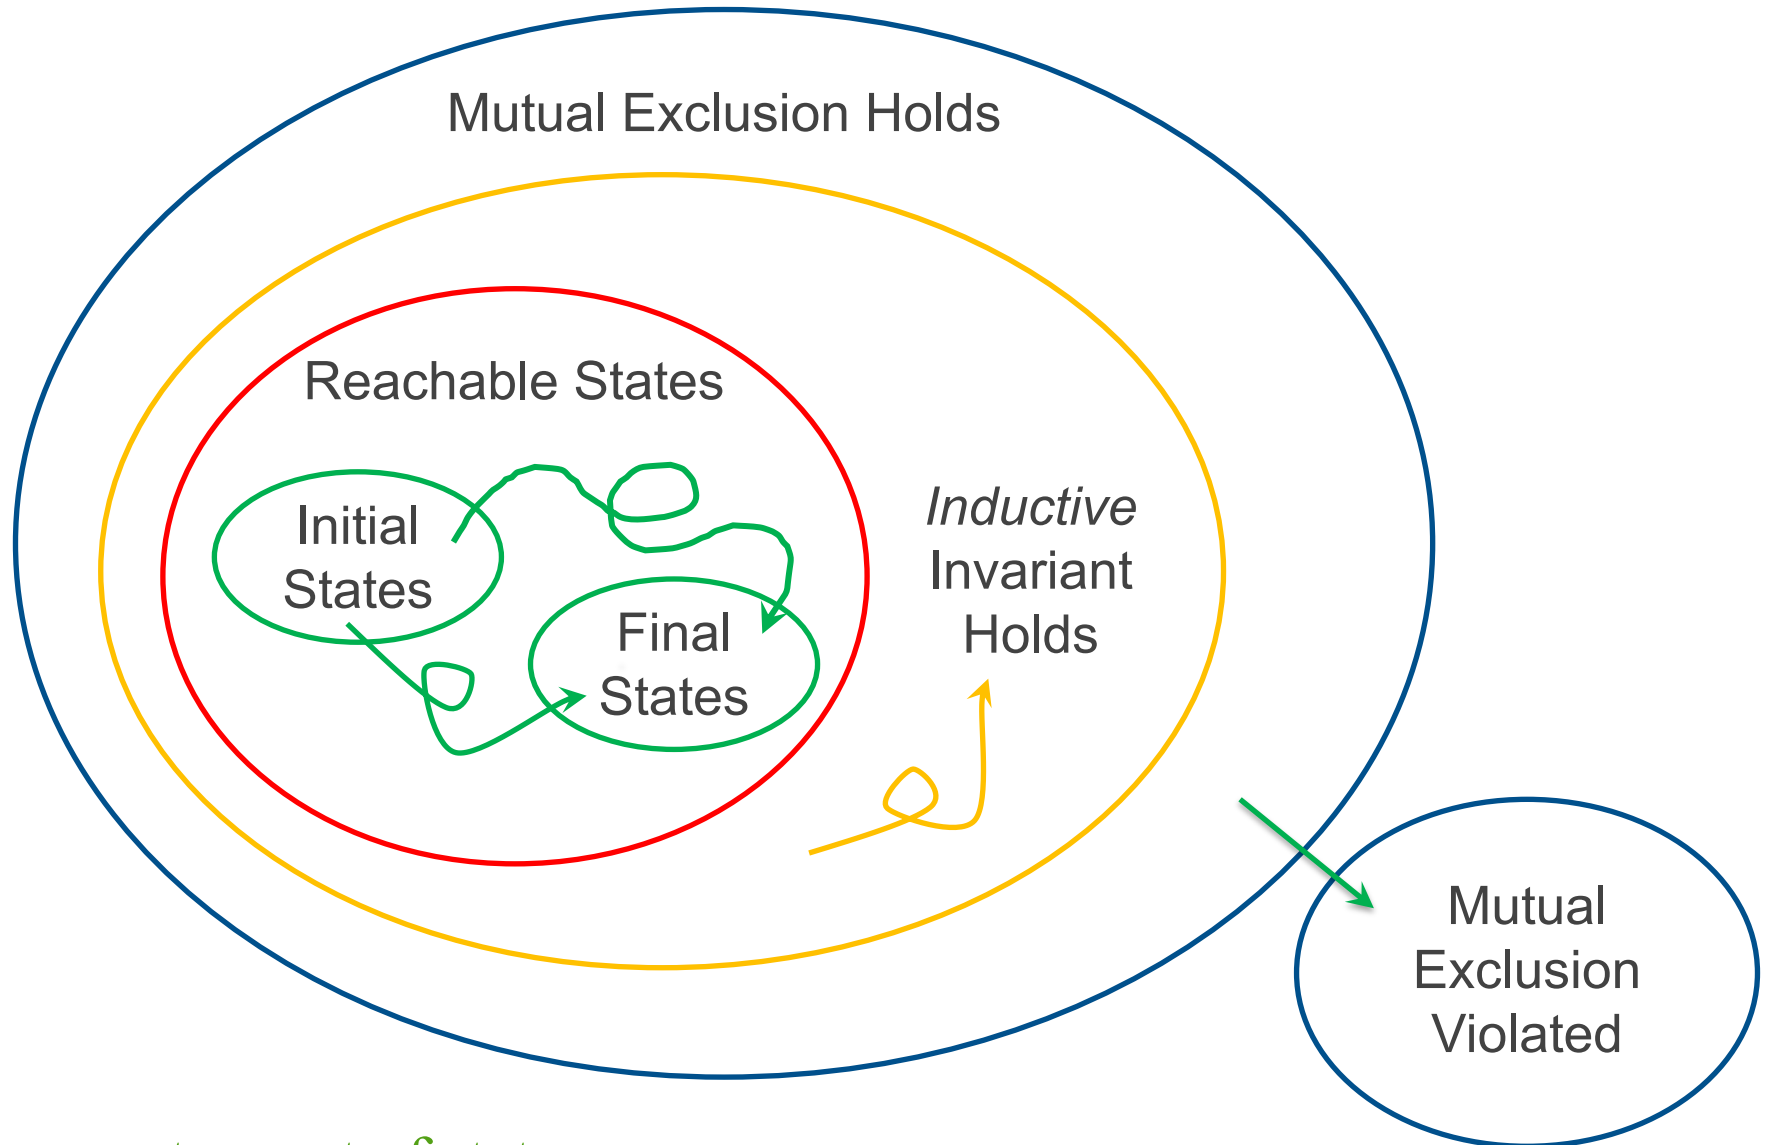 Mutual Exclusion Holds
Reachable States
Initial
States
Final
States
Inductive
Invariant
Holds
Mutual
Exclusion
Violated